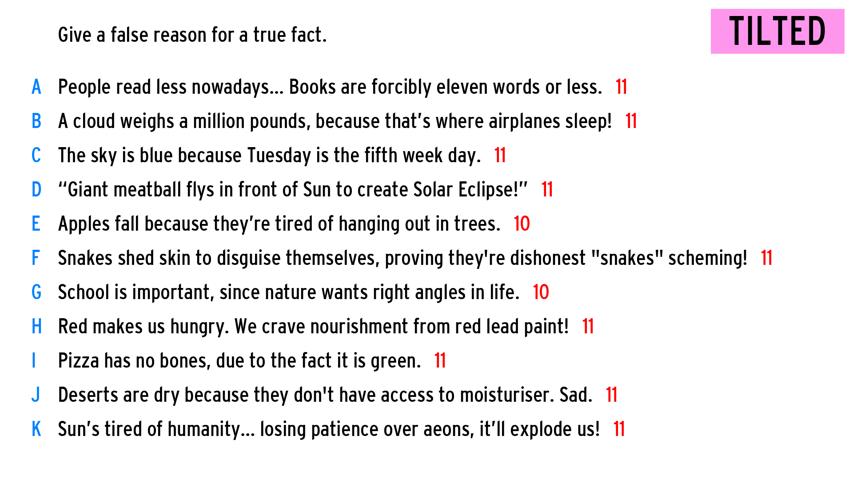 Give a false reason for a true fact.
TILTED
A People read less nowadays... Books are forcibly eleven words or less. 11
B A cloud weighs a million pounds, because that's where airplanes sleep! 11
C The sky is blue because Tuesday is the fifth week day. 11
D “Giant meatball flys in front of Sun to create Solar Eclipse!” 11
E Apples fall because they're tired of hanging out in trees. 10
F Snakes shed skin to disguise themselves, proving they're dishonest "snakes" scheming! 11
G School is important, since nature wants right angles in life. 10
H Red makes us hungry. We crave nourishment from red lead paint! 11
I Pizza has no bones, due to the fact it is green. 11
J Deserts are dry because they don't have access to moisturiser. Sad. 11
K Sun's tired of humanity... losing patience over aeons, it'll explode us! 11